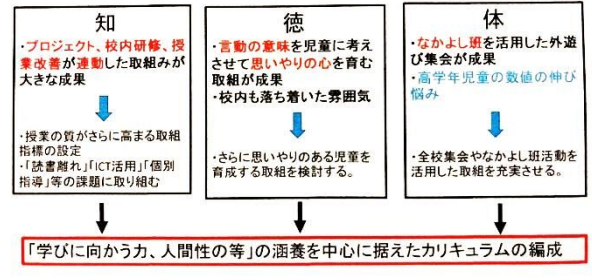 知
・プロジェクト、校内研修、授
業改善が連動した取組みが
大きな成果
・授業の質がさらに高まる取組
指標の設定
・「読書離れ」「ICT活用」「個別
指導」等の課題に取り組む
徳
・言動の意味を児童に考え
させて思いやりの心を育む
取組が成果
・校内も落ち着いた雰囲気
・さらに思いやりのある児童を
育成する取組を検討する。
体
・なかよし班を活用した外遊
び集会が成果
・高学年児童の数値の伸び
悩み
・全校集会やなかよし班活動を
活用した取組を充実させる。
「学びに向かう力、人間性の等」の涵養を中心に据えたカリキュラムの編成